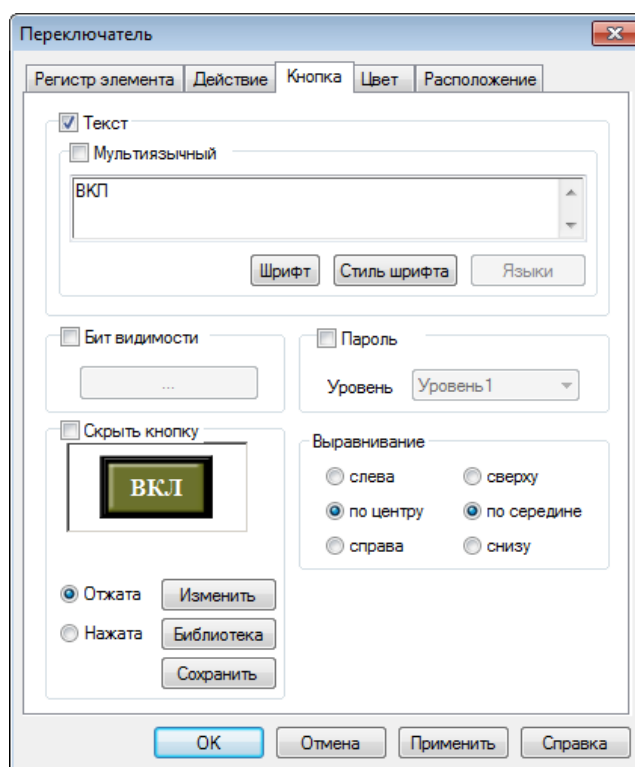 Переключатель
Регистр элемента Действие Кнопка Цвет Расположение
Текст
Мультиязычный
ВКЛ
Шрифт Стиль шрифта Языки
Бит видимости
...
Пароль
Уровень Уровень1
Скрыть кнопку
ВКЛ
Отжата Изменить
Нажата Библиотека
Сохранить
Выравнивание
слева сверху
по центру по середине
справа снизу
OK Отмена Применить Справка